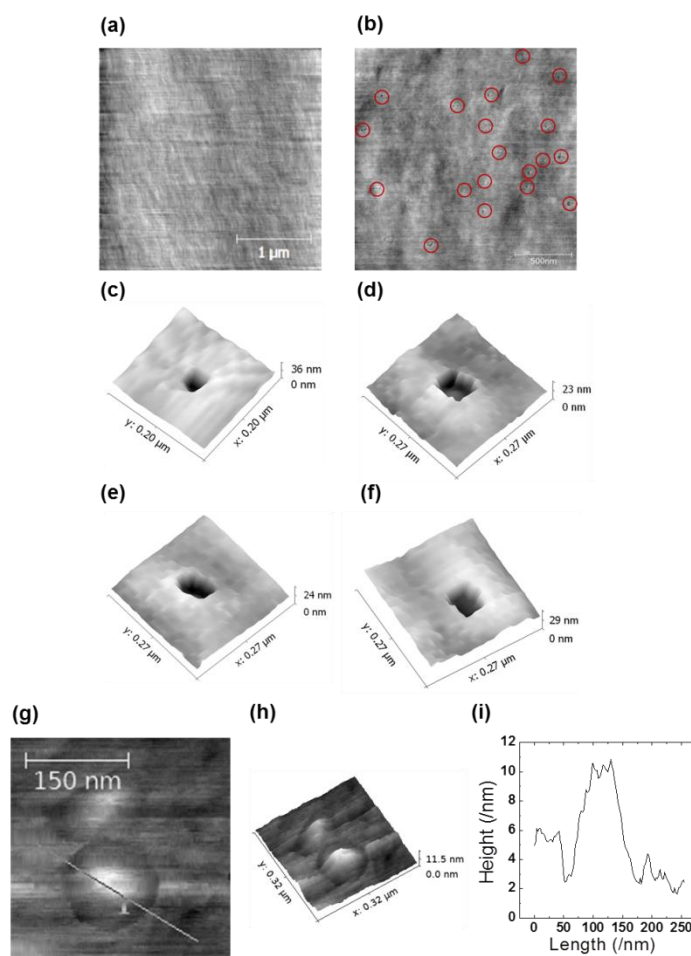 (a)
(b)
1 µm
500nm
(c)
(d)
36 nm
0 nm
y: 0.20 µm
x: 0.20 µm
23 nm
0 nm
y: 0.27 µm
x: 0.27 µm
(e)
(f)
24 nm
0 nm
y: 0.27 µm
x: 0.27 µm
29 nm
0 nm
y: 0.27 µm
x: 0.27 µm
(g)
(h)
(i)
150 nm
1
11.5 nm
0.0 nm
y: 0.32 µm
x: 0.32 µm
12
10
8
6
4
2
0
Height (/nm)
0 50 100 150 200 250
Length (/nm)